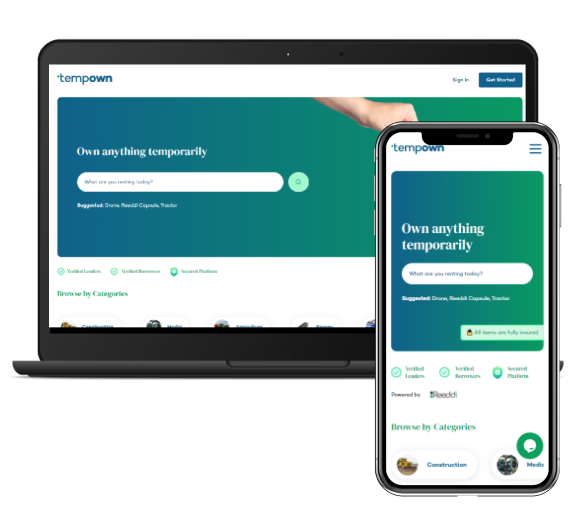 tempown
Sign In
Get Started
Own anything temporarily
What are you renting today?
Suggested: Drone, Reeddi Capsule, Tractor
Verified Lenders
Verified Borrowers
Secured Platform
Browse by Categories
Construction
Media
Agriculture
Energy
tempown
Own anything
temporarily
What are you renting today?
Suggested: Drone, Reeddi Capsule, Tractor
All items are fully insured
Verified
Lenders
Verified
Borrowers
Secured
Platform
Powered by Reeddi
Browse by Categories
Construction
Media